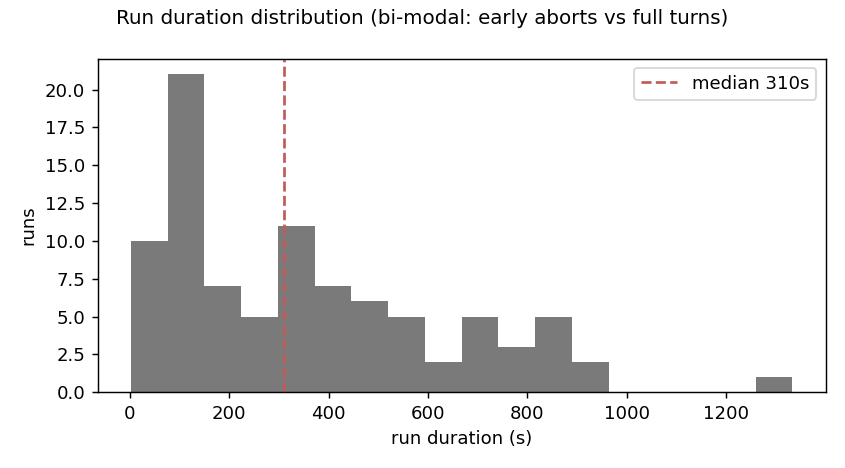 Run duration distribution (bi-modal: early aborts vs full turns)
median 310s
20.0
17.5
15.0
12.5
10.0
7.5
5.0
2.5
0.0
runs
0 200 400 600 800 1000 1200
run duration (s)